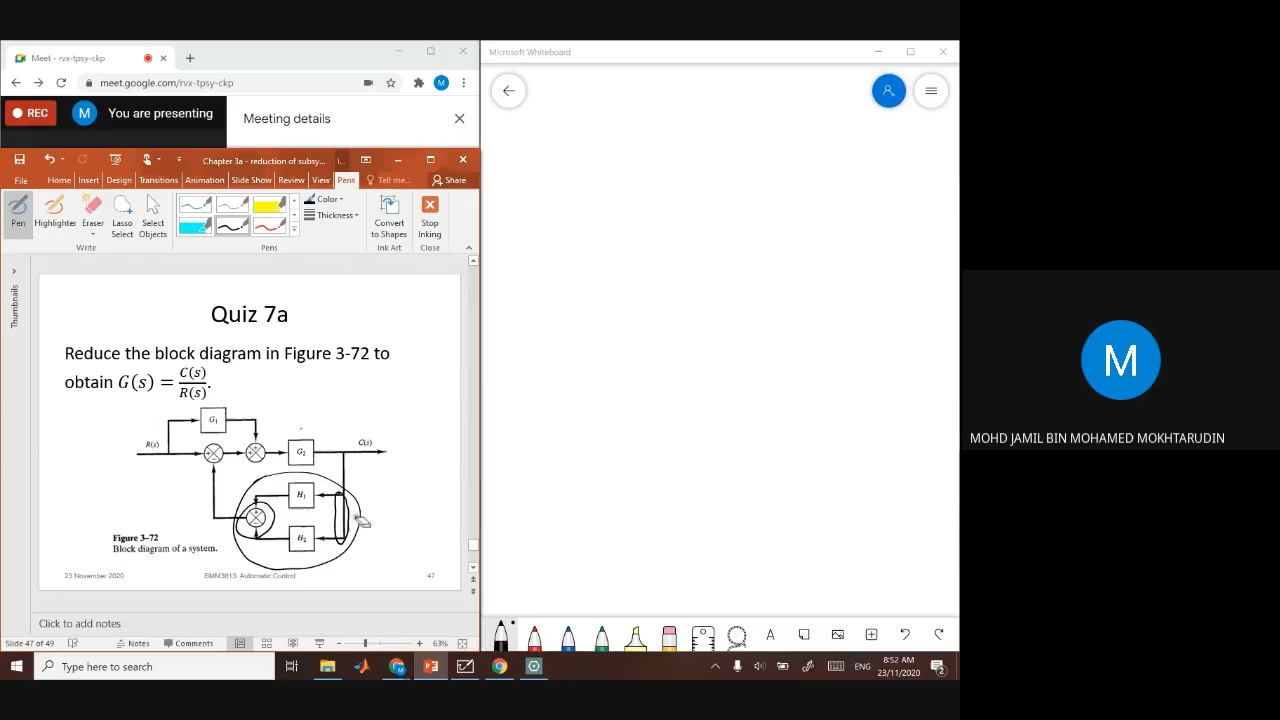 Meet - rvx-tpsy-ckp
meet.google.com/rvx-tpsy-ckp
M
REC
M
You are presenting
Meeting details
Chapter 3a - reduction of subsy...
File
Home
Insert
Design
Transitions
Animation
Slide Show
Review
View
Pens
Tell me...
Share
Pen
Highlighter
Eraser
Lasso Select
Select Objects
Color
Thickness
Convert to Shapes
Stop Inking
Write
Pens
Ink Art
Close
Thumbnails
Quiz 7a
Reduce the block diagram in Figure 3-72 to
obtain G(s) = C(s)/R(s).
G₁
R(s)
G₂
C(s)
H₁
H₂
Figure 3–72
Block diagram of a system.
23 November 2020
BMM3813: Automatic Control
47
Click to add notes
Slide 47 of 49
Notes
Comments
63%
Type here to search
Microsoft Whiteboard
A
ENG
8:52 AM
23/11/2020
2
M
MOHD JAMIL BIN MOHAMED MOKHTARUDIN